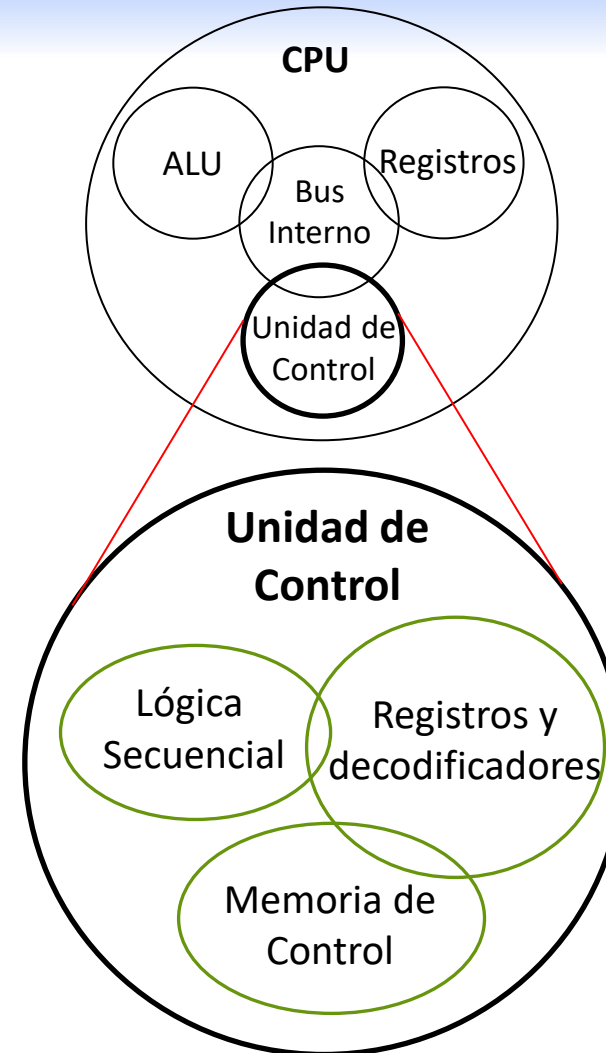 CPU
ALU
Registros
Bus
Interno
Unidad de
Control
Unidad de
Control
Lógica
Secuencial
Registros y
decodificadores
Memoria de
Control